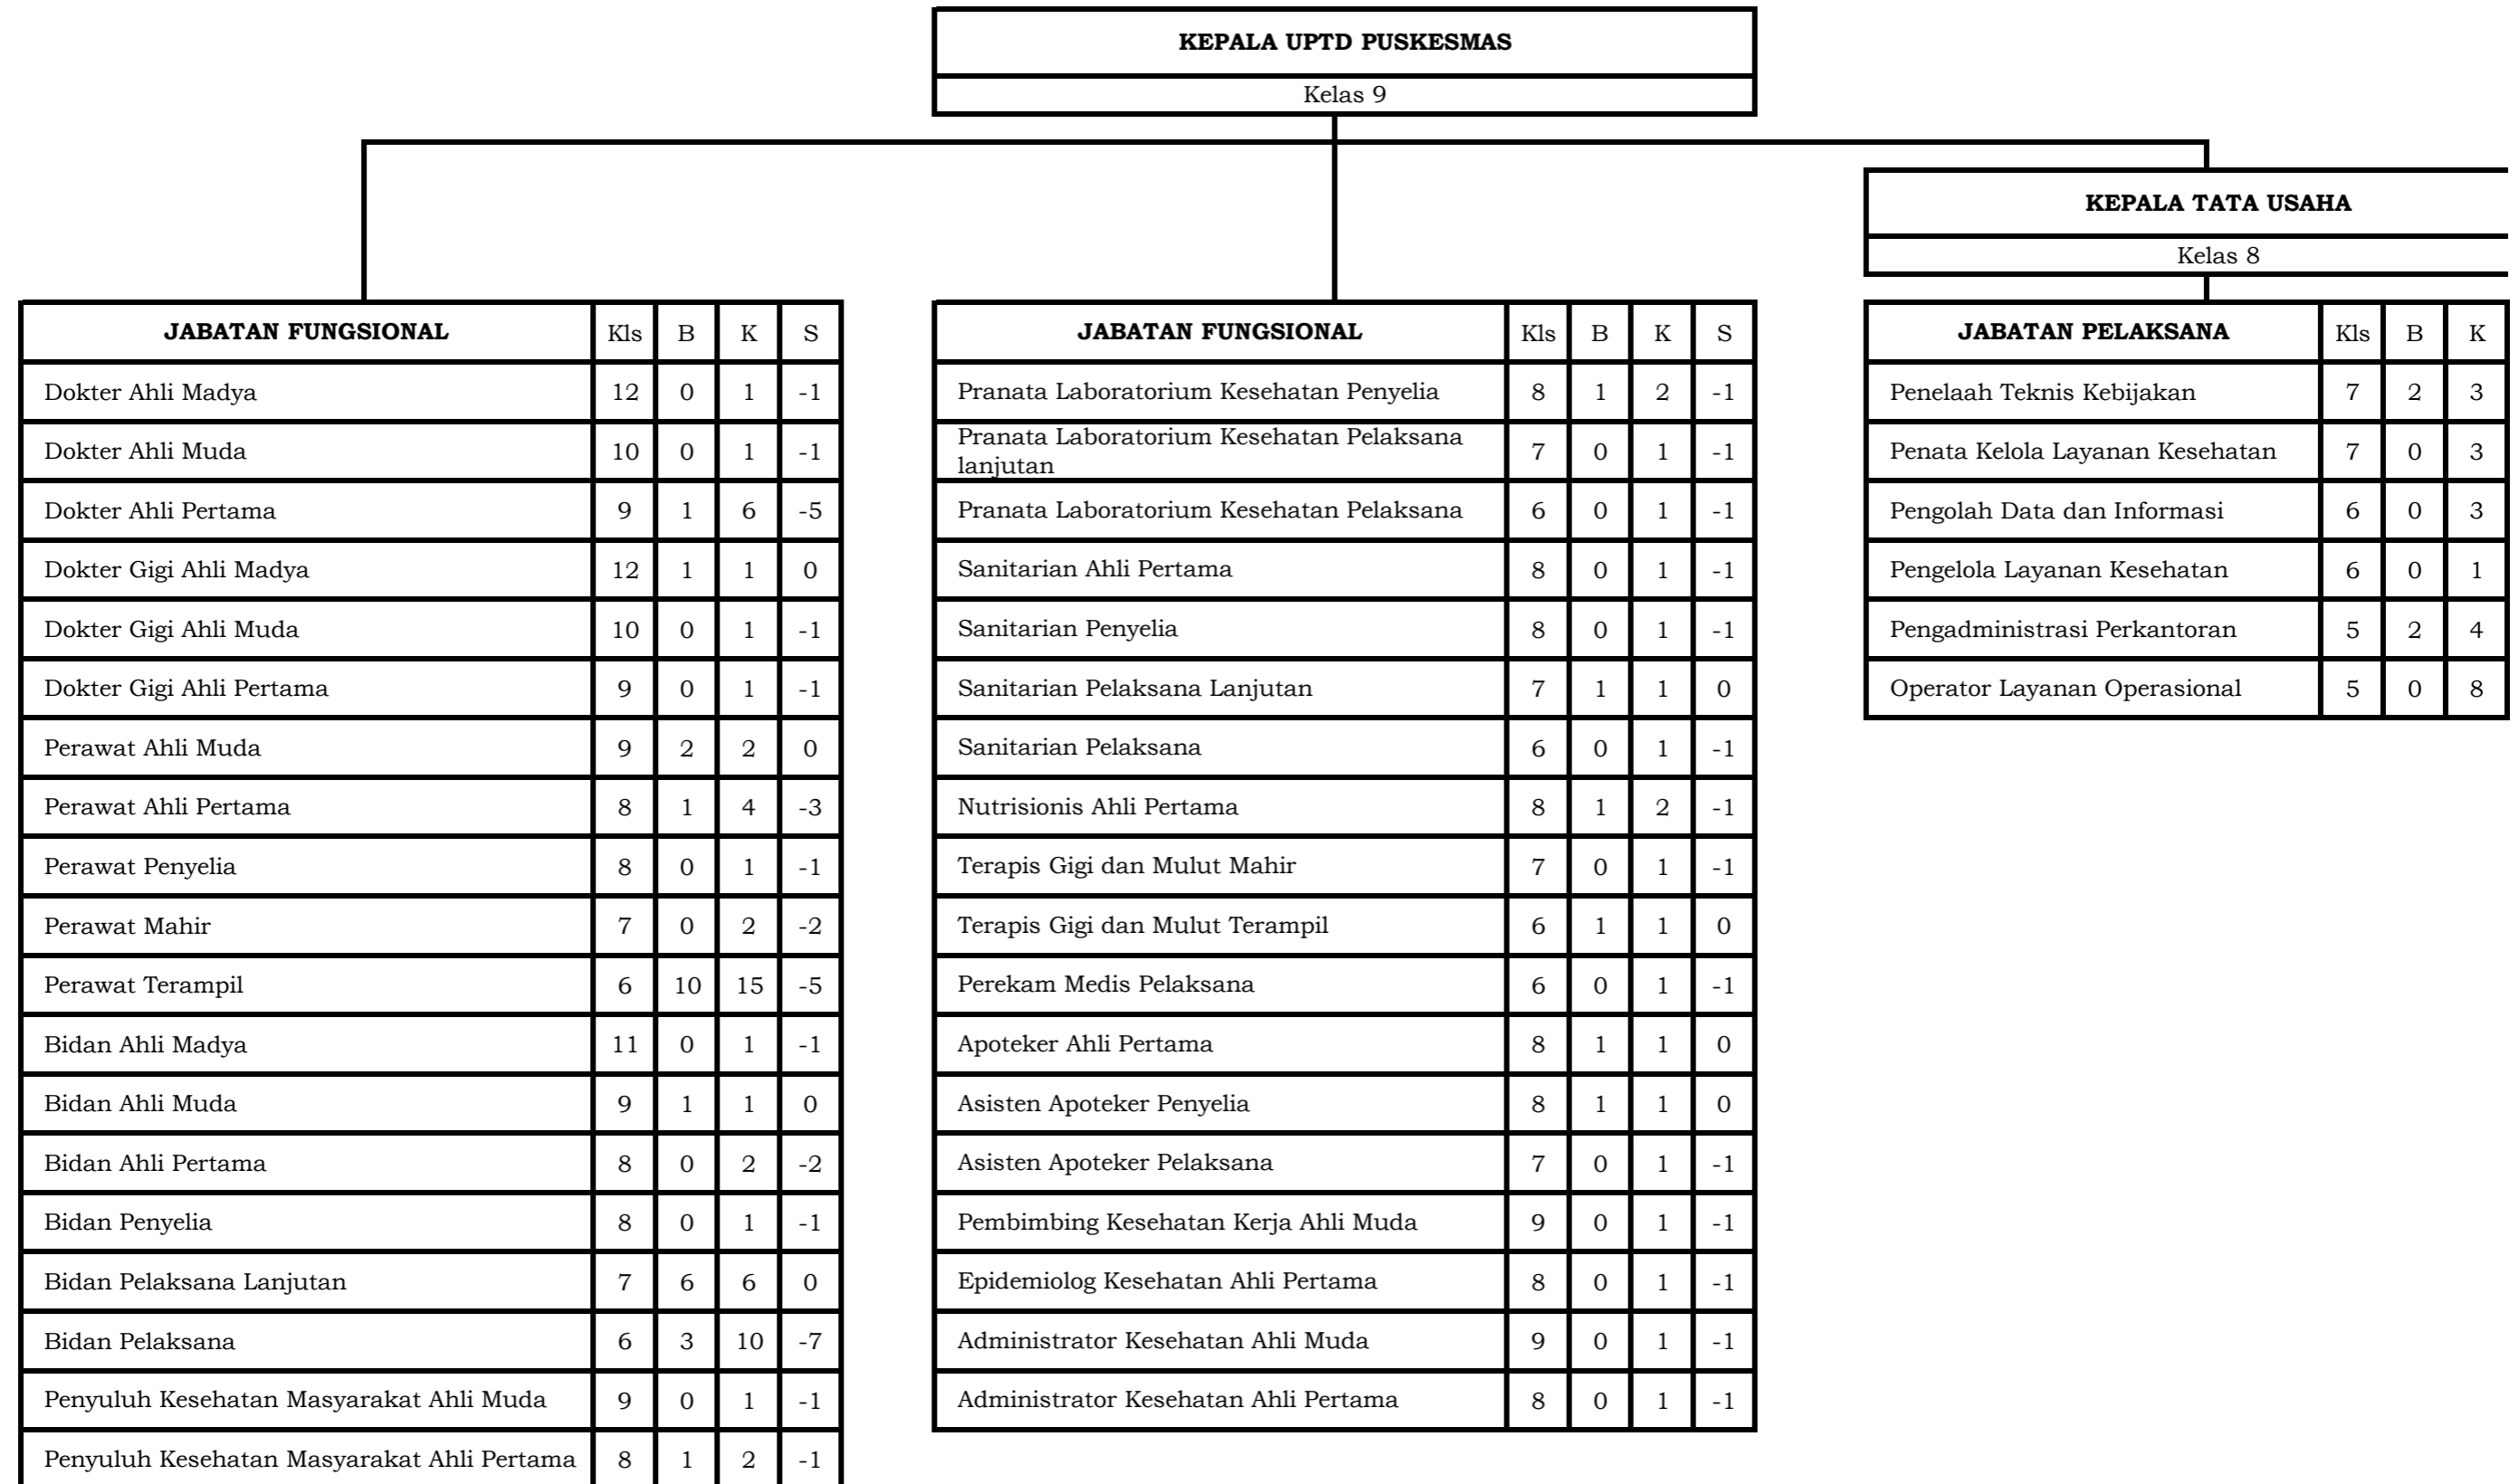 KEPALA UPTD PUSKESMAS
Kelas 9
KEPALA TATA USAHA
Kelas 8
JABATAN FUNGSIONAL Kls B K S
Dokter Ahli Madya 12 0 1 -1
Dokter Ahli Muda 10 0 1 -1
Dokter Ahli Pertama 9 1 6 -5
Dokter Gigi Ahli Madya 12 1 1 0
Dokter Gigi Ahli Muda 10 0 1 -1
Dokter Gigi Ahli Pertama 9 0 1 -1
Perawat Ahli Muda 9 2 2 0
Perawat Ahli Pertama 8 1 4 -3
Perawat Penyelia 8 0 1 -1
Perawat Mahir 7 0 2 -2
Perawat Terampil 6 10 15 -5
Bidan Ahli Madya 11 0 1 -1
Bidan Ahli Muda 9 1 1 0
Bidan Ahli Pertama 8 0 2 -2
Bidan Penyelia 8 0 1 -1
Bidan Pelaksana Lanjutan 7 6 6 0
Bidan Pelaksana 6 3 10 -7
Penyuluh Kesehatan Masyarakat Ahli Muda 9 0 1 -1
Penyuluh Kesehatan Masyarakat Ahli Pertama 8 1 2 -1
JABATAN FUNGSIONAL Kls B K S
Pranata Laboratorium Kesehatan Penyelia 8 1 2 -1
Pranata Laboratorium Kesehatan Pelaksana
lanjutan 7 0 1 -1
Pranata Laboratorium Kesehatan Pelaksana 6 0 1 -1
Sanitarian Ahli Pertama 8 0 1 -1
Sanitarian Penyelia 8 0 1 -1
Sanitarian Pelaksana Lanjutan 7 1 1 0
Sanitarian Pelaksana 6 0 1 -1
Nutrisionis Ahli Pertama 8 1 2 -1
Terapis Gigi dan Mulut Mahir 7 0 1 -1
Terapis Gigi dan Mulut Terampil 6 1 1 0
Perekam Medis Pelaksana 6 0 1 -1
Apoteker Ahli Pertama 8 1 1 0
Asisten Apoteker Penyelia 8 1 1 0
Asisten Apoteker Pelaksana 7 0 1 -1
Pembimbing Kesehatan Kerja Ahli Muda 9 0 1 -1
Epidemiolog Kesehatan Ahli Pertama 8 0 1 -1
Administrator Kesehatan Ahli Muda 9 0 1 -1
Administrator Kesehatan Ahli Pertama 8 0 1 -1
JABATAN PELAKSANA Kls B K
Penelaah Teknis Kebijakan 7 2 3
Penata Kelola Layanan Kesehatan 7 0 3
Pengolah Data dan Informasi 6 0 3
Pengelola Layanan Kesehatan 6 0 1
Pengadministrasi Perkantoran 5 2 4
Operator Layanan Operasional 5 0 8